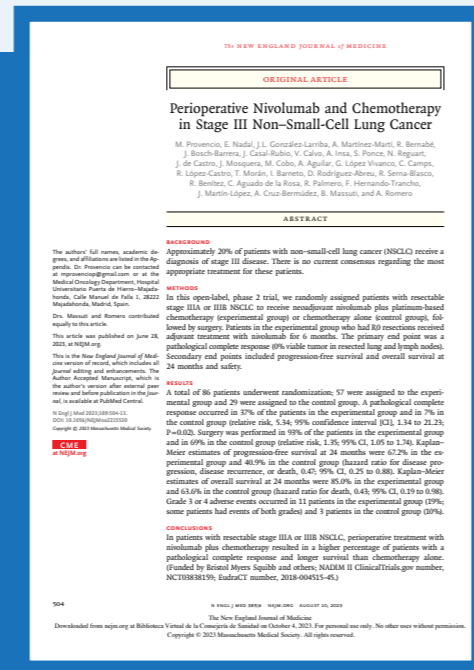 The NEW ENGLAND JOURNAL of MEDICINE
ORIGINAL ARTICLE
Perioperative Nivolumab and Chemotherapy
in Stage III Non–Small-Cell Lung Cancer
M. Provencio, E. Nadal, J.L. González-Larriba, A. Martínez-Martí, R. Bernabé,
J. Bosch-Barrera, J. Casal-Rubio, V. Calvo, A. Insa, S. Ponce, N. Reguart,
J. de Castro, J. Mosquera, M. Cobo, A. Aguilar, G. López Vivanco, C. Camps,
R. López-Castro, T. Morán, I. Barneto, D. Rodríguez-Abreu, R. Serna-Blasco,
R. Benítez, C. Aguado de la Rosa, R. Palmero, F. Hernando-Trancho,
J. Martín-López, A. Cruz-Bermúdez, B. Massuti, and A. Romero
ABSTRACT
The authors' full names, academic de-
grees, and affiliations are listed in the Ap-
pendix. Dr. Provencio can be contacted
at mprovenciop@gmail.com or at the
Medical Oncology Department, Hospital
Universitario Puerta de Hierro–Majada-
honda, Calle Manuel de Falla 1, 28222
Majadahonda, Madrid, Spain.
Drs. Massuti and Romero contributed
equally to this article.
This article was published on June 28,
2023, at NEJM.org.
This is the New England Journal of Medi-
cine version of record, which includes all
Journal editing and enhancements. The
Author Accepted Manuscript, which is
the author's version after external peer
review and before publication in the Jour-
nal, is available at PubMed Central.
N Engl J Med 2023;389:504-13.
DOI: 10.1056/NEJMoa2215530
Copyright © 2023 Massachusetts Medical Society
CME
at NEJM.org
BACKGROUND
Approximately 20% of patients with non–small-cell lung cancer (NSCLC) receive a
diagnosis of stage III disease. There is no current consensus regarding the most
appropriate treatment for these patients.
METHODS
In this open-label, phase 2 trial, we randomly assigned patients with resectable
stage IIIA or IIIB NSCLC to receive neoadjuvant nivolumab plus platinum-based
chemotherapy (experimental group) or chemotherapy alone (control group), fol-
lowed by surgery. Patients in the experimental group who had R0 resections received
adjuvant treatment with nivolumab for 6 months. The primary end point was a
pathological complete response (0% viable tumor in resected lung and lymph nodes).
Secondary end points included progression-free survival and overall survival at
24 months and safety.
RESULTS
A total of 86 patients underwent randomization; 57 were assigned to the experi-
mental group and 29 were assigned to the control group. A pathological complete
response occurred in 37% of the patients in the experimental group and in 7% in
the control group (relative risk, 5.34; 95% confidence interval [CI], 1.34 to 21.23;
P=0.02). Surgery was performed in 93% of the patients in the experimental group
and in 69% in the control group (relative risk, 1.35; 95% CI, 1.05 to 1.74). Kaplan–
Meier estimates of progression-free survival at 24 months were 67.2% in the ex-
perimental group and 40.9% in the control group (hazard ratio for disease pro-
gression, disease recurrence, or death, 0.47; 95% CI, 0.25 to 0.88). Kaplan–Meier
estimates of overall survival at 24 months were 85.0% in the experimental group
and 63.6% in the control group (hazard ratio for death, 0.43; 95% CI, 0.19 to 0.98).
Grade 3 or 4 adverse events occurred in 11 patients in the experimental group (19%;
some patients had events of both grades) and 3 patients in the control group (10%).
CONCLUSIONS
In patients with resectable stage IIIA or IIIB NSCLC, perioperative treatment with
nivolumab plus chemotherapy resulted in a higher percentage of patients with a
pathological complete response and longer survival than chemotherapy alone.
(Funded by Bristol Myers Squibb and others; NADIM II ClinicalTrials.gov number,
NCT03838159; EudraCT number, 2018-004515-45.)
504
N ENGL J MED 389;6 NEJM.ORG AUGUST 10, 2023
The New England Journal of Medicine
Downloaded from nejm.org at Biblioteca Virtual de la Consejería de Sanidad on October 4, 2023. For personal use only. No other uses without permission.
Copyright © 2023 Massachusetts Medical Society. All rights reserved.